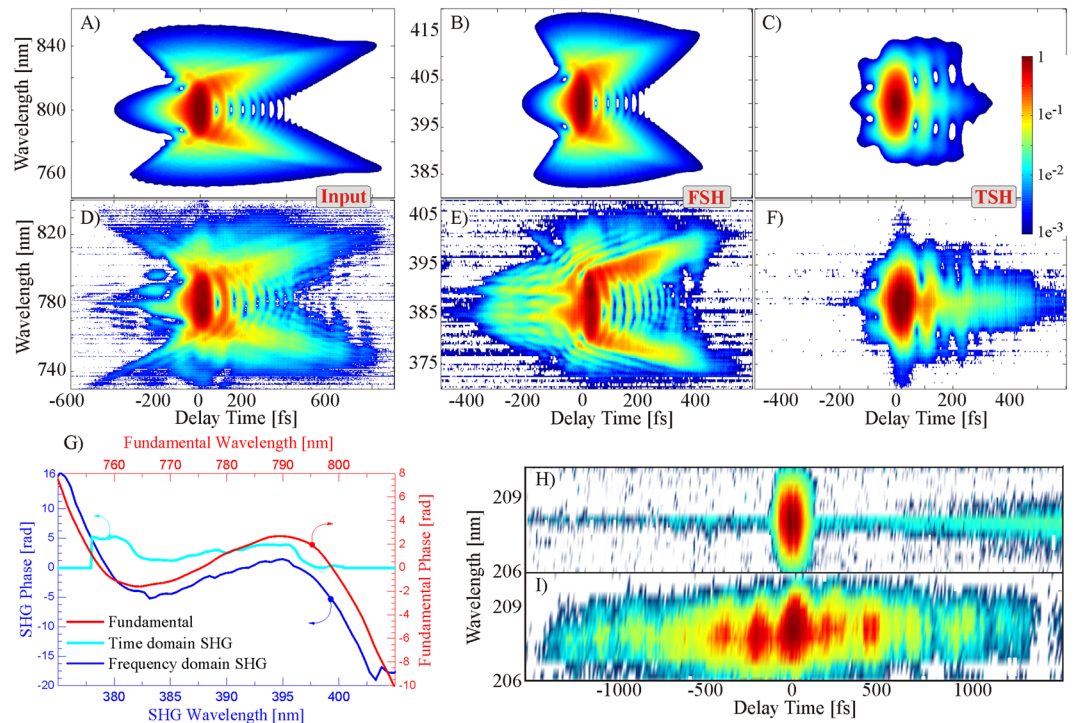 A)
B)
C)
Wavelength [nm]
840
800
760
420
405
390
385
1
1e-1
1e-2
1e-3
Input
FSH
TSH
D)
E)
F)
Wavelength [nm]
820
780
740
405
395
385
375
-600 -400 -200 0 200 400 600
-400 -200 0 200 400
-400 -200 0 200 400
Delay Time [fs]
Delay Time [fs]
Delay Time [fs]
G)
Fundamental Wavelength [nm]
760 770 780 790 800
SHG Phase [rad]
16
10
5
0
-5
-10
-15
-20
8
6
4
2
0
-2
-4
-6
-8
-10
Fundamental Phase [rad]
Fundamental
Time domain SHG
Frequency domain SHG
380 385 390 395 400
SHG Wavelength [nm]
H)
I)
Wavelength [nm]
209
206
209
206
-1000 -500 0 500 1000
Delay Time [fs]